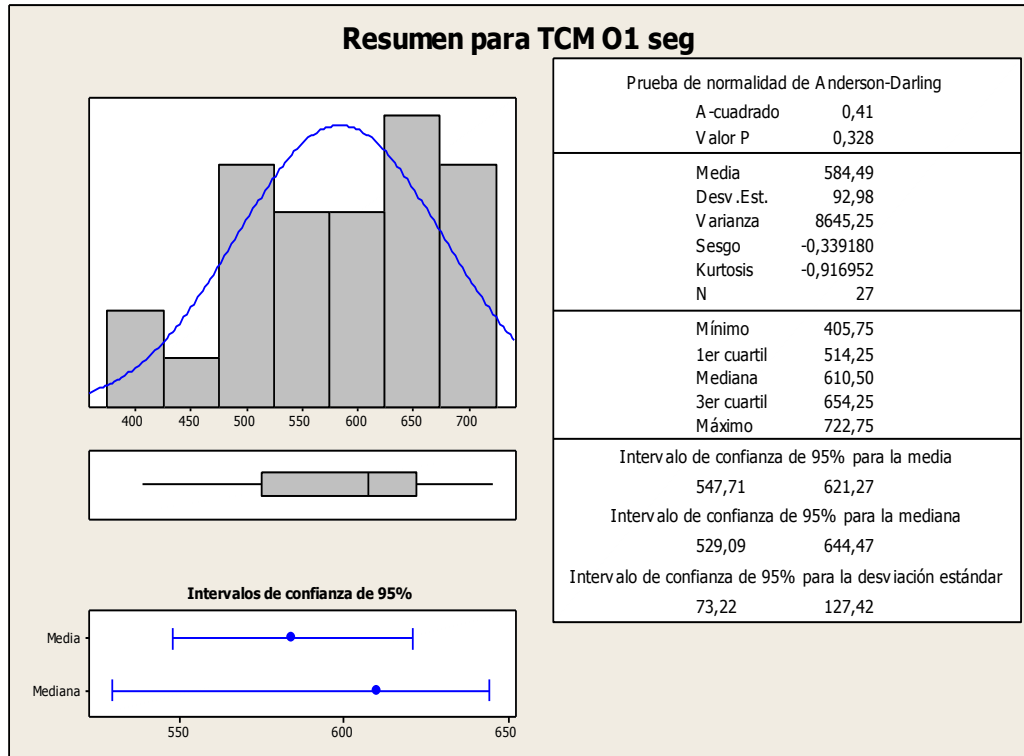 Resumen para TCM O1 seg
400 450 500 550 600 650 700
Intervalos de confianza de 95%
Media
Mediana
550 600 650
Prueba de normalidad de Anderson-Darling
A-cuadrado 0,41
Valor P 0,328
Media 584,49
Desv.Est. 92,98
Varianza 8645,25
Sesgo -0,339180
Kurtosis -0,916952
N 27
Mínimo 405,75
1er cuartil 514,25
Mediana 610,50
3er cuartil 654,25
Máximo 722,75
Intervalo de confianza de 95% para la media
547,71 621,27
Intervalo de confianza de 95% para la mediana
529,09 644,47
Intervalo de confianza de 95% para la desviación estándar
73,22 127,42